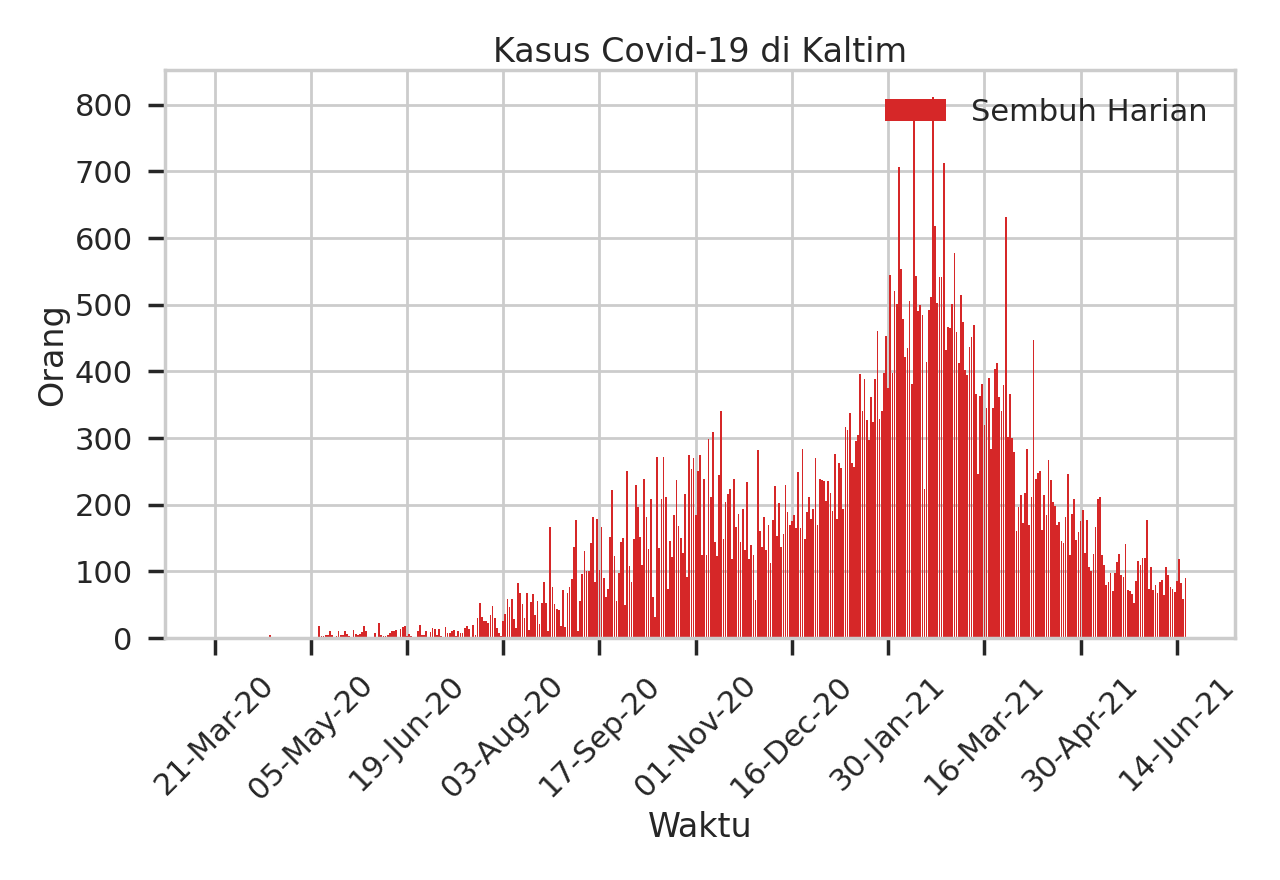 Kasus Covid-19 di Kaltim
Sembuh Harian
Orang
800
700
600
500
400
300
200
100
0
21-Mar-20
05-May-20
19-Jun-20
03-Aug-20
17-Sep-20
01-Nov-20
16-Dec-20
30-Jan-21
16-Mar-21
30-Apr-21
14-Jun-21
Waktu